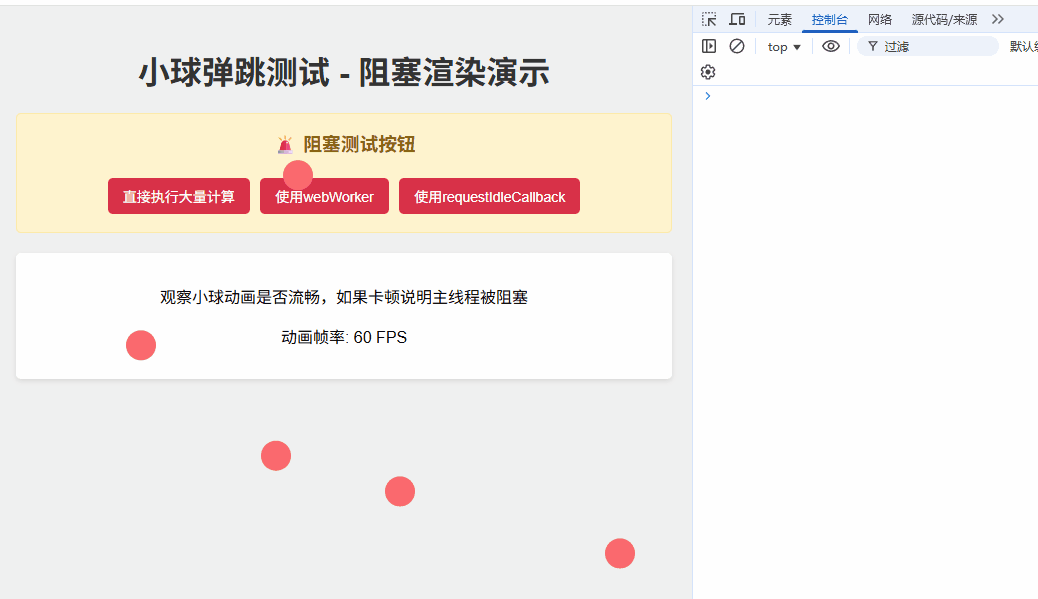 小球弹跳测试 - 阻塞渲染演示
🚨 阻塞测试按钮
直接执行大量计算
使用webWorker
使用requestIdleCallback
观察小球动画是否流畅，如果卡顿说明主线程被阻塞
动画帧率: 60 FPS
元素 控制台 网络 源代码/来源
top ▼ 过滤 默认